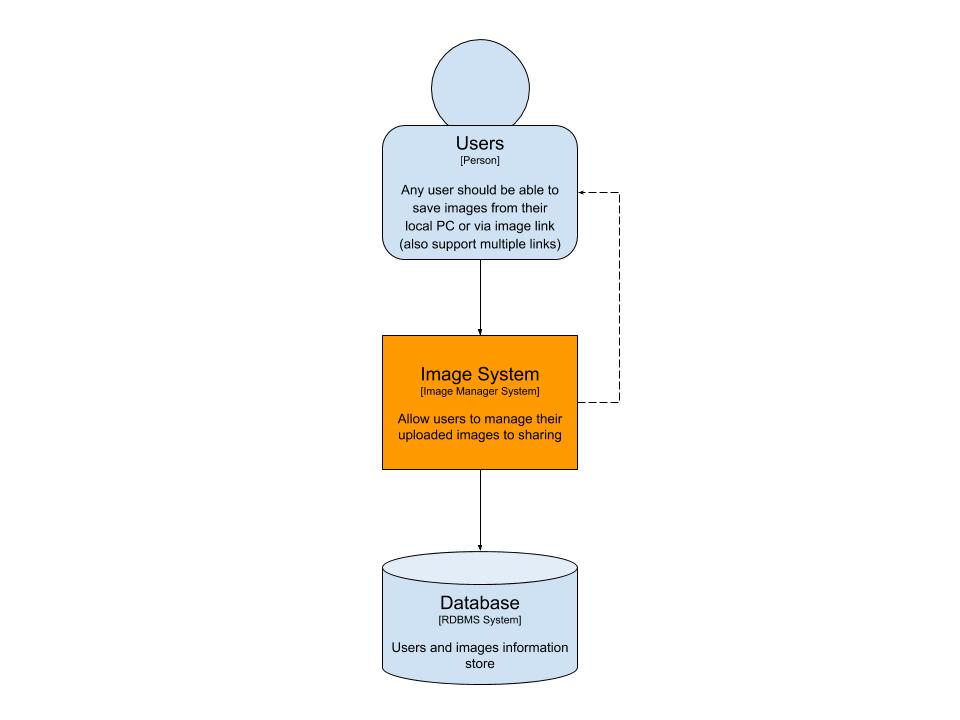 Users
[Person]
Any user should be able to
save images from their
local PC or via image link
(also support multiple links)
Image System
[Image Manager System]
Allow users to manage their
uploaded images to sharing
Database
[RDBMS System]
Users and images information
store